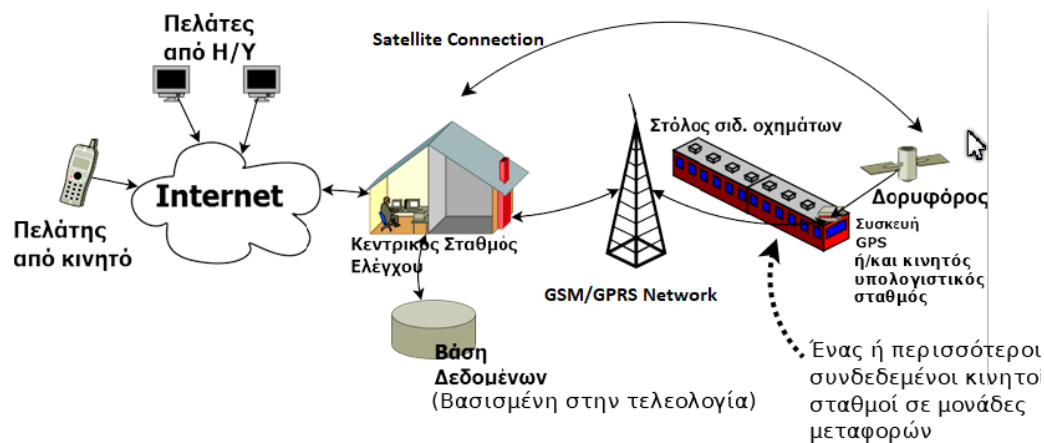 Πελάτες
από Η/Υ
Satellite Connection
Στόλος σιδ. οχημάτων
Internet
Δορυφόρος
Πελάτης
από κινητό
Κεντρικός Σταθμός
Ελέγχου
Συσκευή
GPS
ή/και κινητός
υπολογιστικός
σταθμός
GSM/GPRS Network
Βάση
Δεδομένων
(Βασισμένη στην τελεολογία)
Ένας ή περισσότεροι
συνδεδεμένοι κινητοί
σταθμοί σε μονάδες
μεταφορών